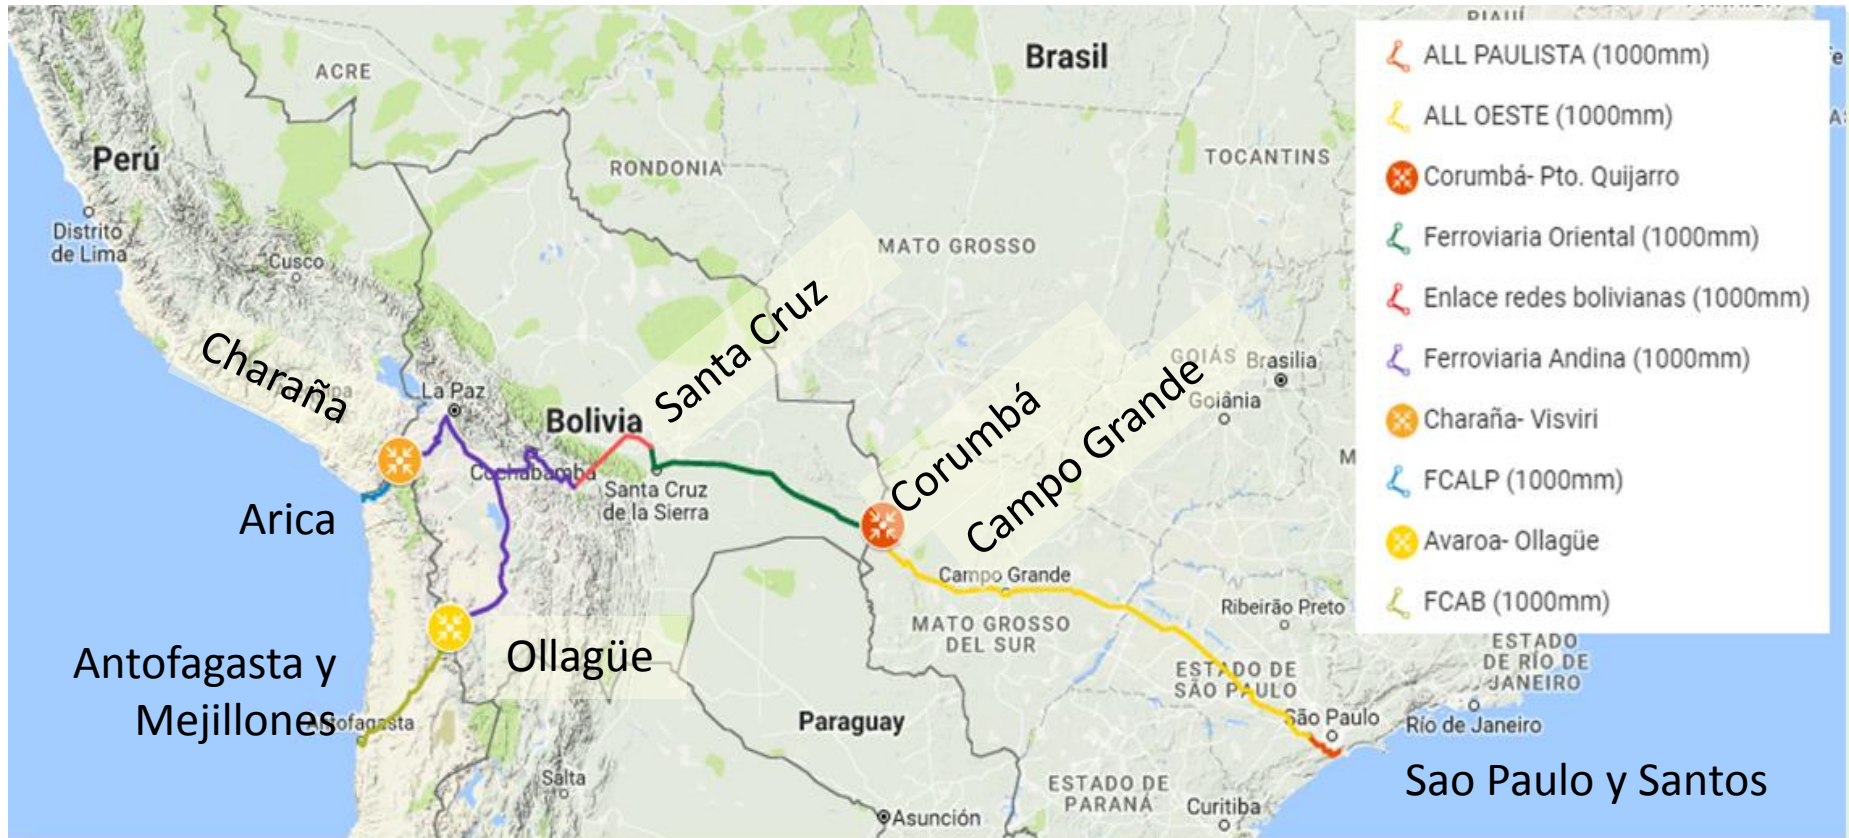 PIAUÍ
Brasil
ALL PAULISTA (1000mm)
ACRE
ALL OESTE (1000mm)
Perú
RONDONIA
TOCANTINS
Corumbá- Pto. Quijarro
Distrito
de Lima
Cusco
MATO GROSSO
Ferroviaria Oriental (1000mm)
Enlace redes bolivianas (1000mm)
Santa Cruz
Charaña
La Paz
GOIÁS
Brasilia
Ferroviaria Andina (1000mm)
Bolivia
Corumbá
Campo Grande
Goiânia
Charaña- Visviri
Cochabamba
Santa Cruz
de la Sierra
FCALP (1000mm)
Arica
Avaroa- Ollagüe
Campo Grande
Ribeirão Preto
FCAB (1000mm)
MATO GROSSO
DEL SUR
Ollagüe
ESTADO
DE RÍO DE
JANEIRO
Antofagasta y
Mejillones
ESTADO DE
SÃO PAULO
Antofagasta
Paraguay
São Paulo
Río de Janeiro
Salta
Sao Paulo y Santos
ESTADO DE
PARANÁ
Curitiba
Asunción